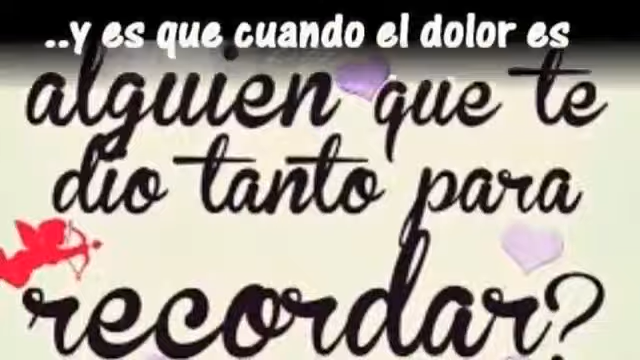 ..y es que cuando el dolor es
alguien que te
dio tanto para
recordar?